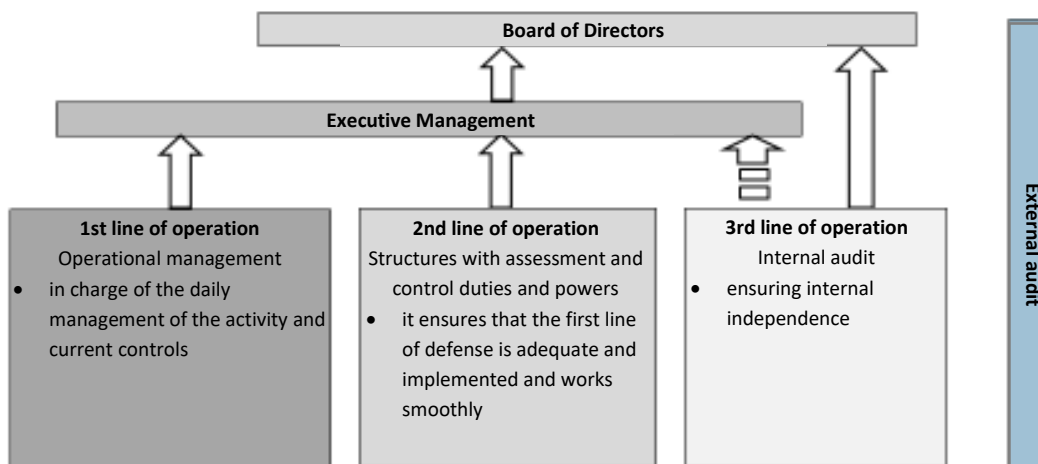 Board of Directors
Executive Management
1st line of operation
Operational management
• in charge of the daily
management of the activity and
current controls
2nd line of operation
Structures with assessment and
control duties and powers
• it ensures that the first line
of defense is adequate and
implemented and works
smoothly
3rd line of operation
Internal audit
• ensuring internal
independence
External audit